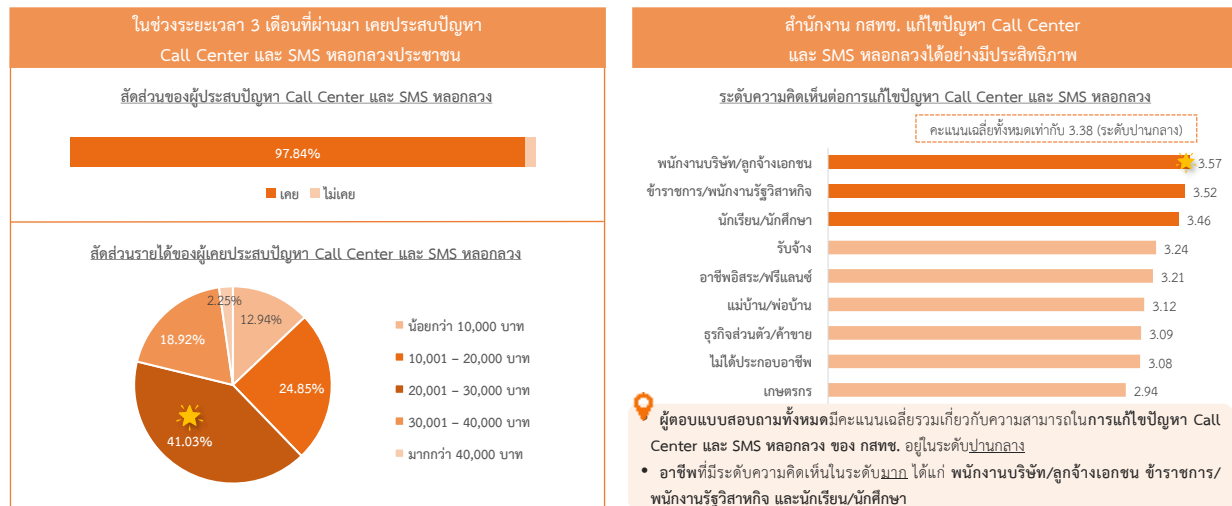 ในช่วงระยะเวลา 3 เดือนที่ผ่านมา เคยประสบปัญหา
Call Center และ SMS หลอกลวงประชาชน
สัดส่วนของผู้ประสบปัญหา Call Center และ SMS หลอกลวง
97.84%
เคย ไม่เคย
สัดส่วนรายได้ของผู้เคยประสบปัญหา Call Center และ SMS หลอกลวง
2.25%
12.94%
18.92%
24.85%
41.03%
น้อยกว่า 10,000 บาท
10,001 – 20,000 บาท
20,001 – 30,000 บาท
30,001 – 40,000 บาท
มากกว่า 40,000 บาท
สำนักงาน กสทช. แก้ไขปัญหา Call Center
และ SMS หลอกลวงได้อย่างมีประสิทธิภาพ
ระดับความคิดเห็นต่อการแก้ไขปัญหา Call Center และ SMS หลอกลวง
คะแนนเฉลี่ยทั้งหมดเท่ากับ 3.38 (ระดับปานกลาง)
พนักงานบริษัท/ลูกจ้างเอกชน 3.57
ข้าราชการ/พนักงานรัฐวิสาหกิจ 3.52
นักเรียน/นักศึกษา 3.46
รับจ้าง 3.24
อาชีพอิสระ/ฟรีแลนซ์ 3.21
แม่บ้าน/พ่อบ้าน 3.12
ธุรกิจส่วนตัว/ค้าขาย 3.09
ไม่ได้ประกอบอาชีพ 3.08
เกษตรกร 2.94
ผู้ตอบแบบสอบถามทั้งหมดมีคะแนนเฉลี่ยรวมเกี่ยวกับความสามารถในการแก้ไขปัญหา Call
Center และ SMS หลอกลวง ของ กสทช. อยู่ในระดับปานกลาง
• อาชีพที่มีระดับความคิดเห็นในระดับมาก ได้แก่ พนักงานบริษัท/ลูกจ้างเอกชน ข้าราชการ/
พนักงานรัฐวิสาหกิจ และนักเรียน/นักศึกษา